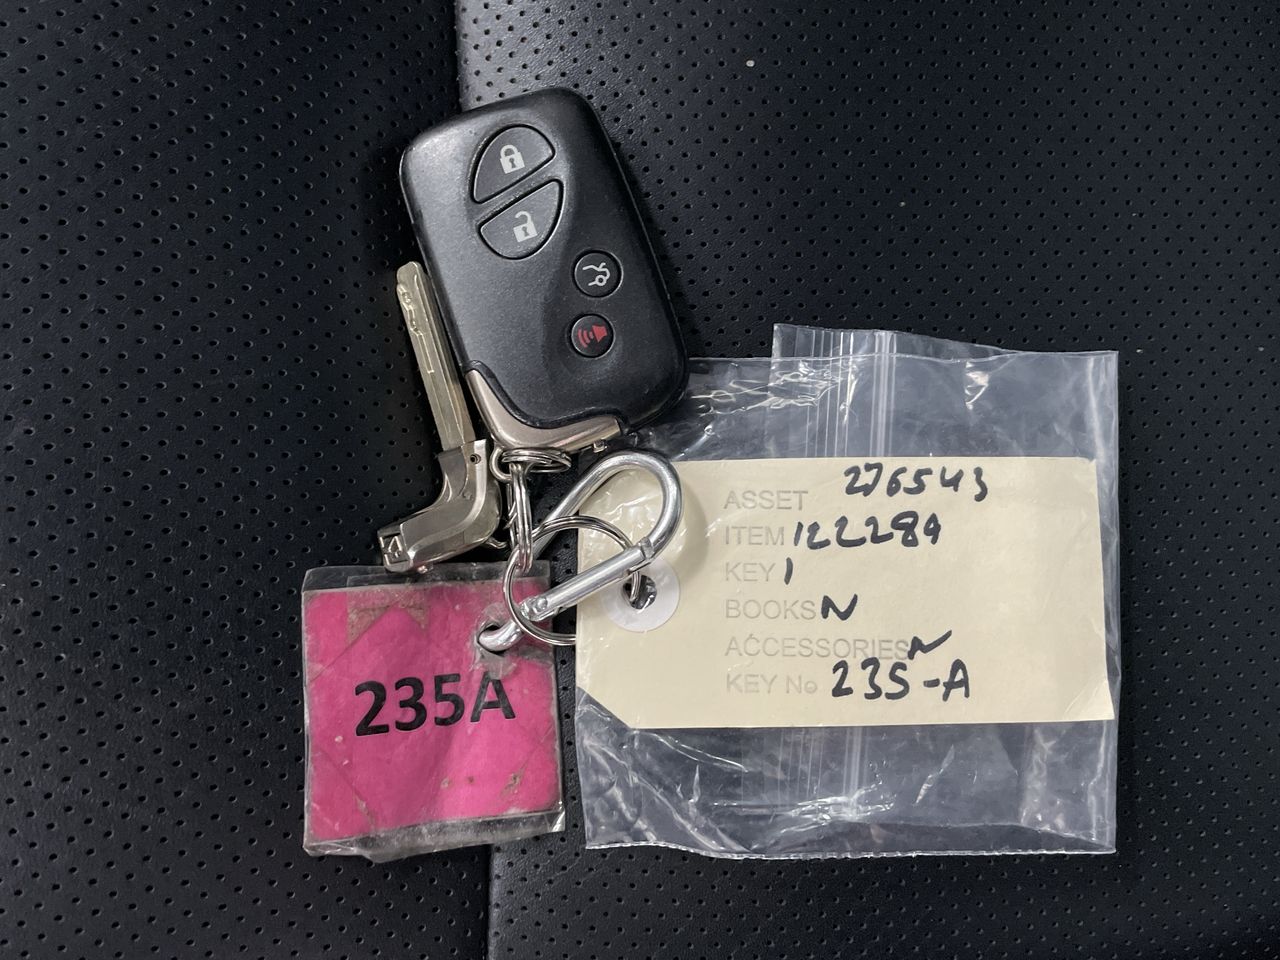 235A
ASSET 276543
ITEM 122284
KEY 1
BOOKS N
ACCESSORIES N
KEY No 235-A